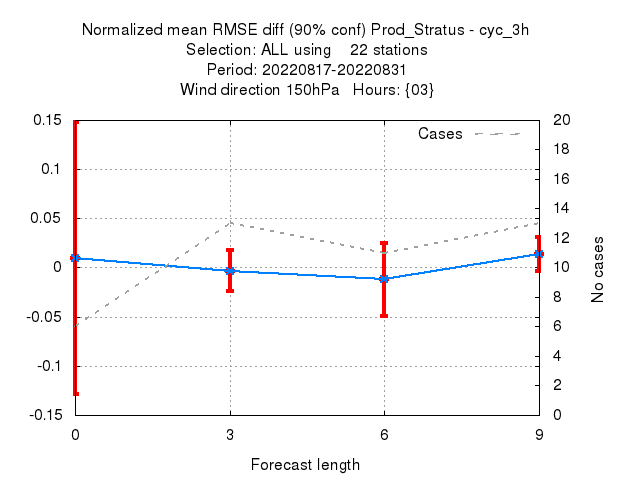 Normalized mean RMSE diff (90% conf) Prod_Stratus - cyc_3h
Selection: ALL using    22 stations
Period: 20220817-20220831
Wind direction 150hPa   Hours: {03}
Cases
0.15
0.1
0.05
0
-0.05
-0.1
-0.15
20
18
16
14
12
10
8
6
4
2
0
No cases
0 3 6 9
Forecast length